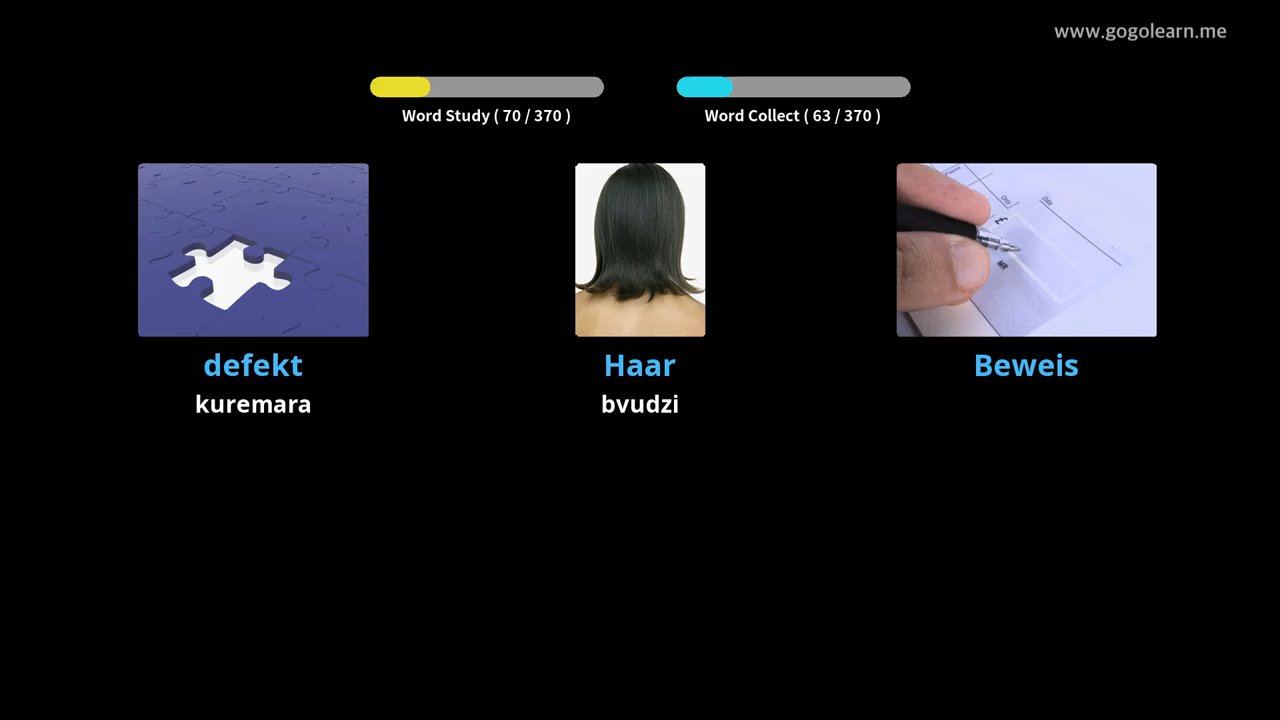 www.gogolearn.me
Word Study ( 70 / 370 )
Word Collect ( 63 / 370 )
defekt
Haar
Beweis
kuremara
bvudzi